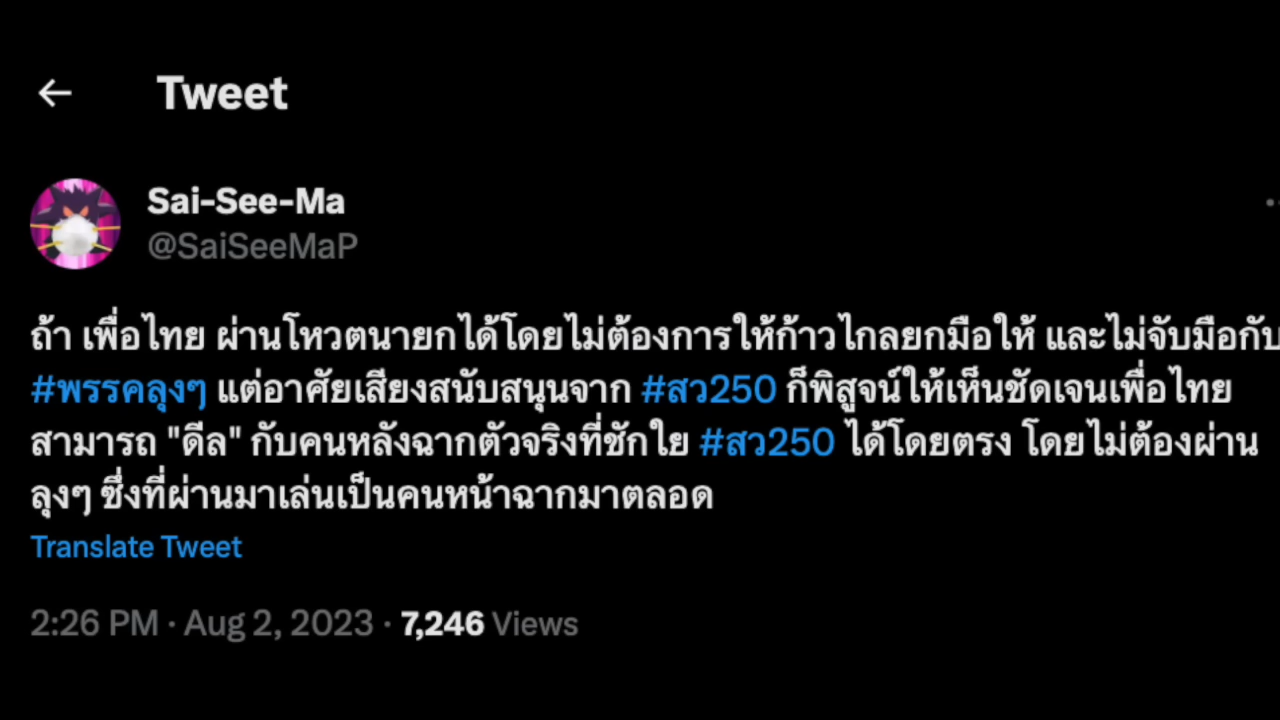 Tweet
Sai-See-Ma
@SaiSeeMaP
ถ้า เพื่อไทย ผ่านโหวตนายกได้โดยไม่ต้องการให้ก้าวไกลยกมือให้ และไม่จับมือกับ
#พรรคลุงๆ แต่อาศัยเสียงสนับสนุนจาก #สว250 ก็พิสูจน์ให้เห็นชัดเจนเพื่อไทย
สามารถ "ดีล" กับคนหลังฉากตัวจริงที่ชักใย #สว250 ได้โดยตรง โดยไม่ต้องผ่าน
ลุงๆ ซึ่งที่ผ่านมาเล่นเป็นคนหน้าฉากมาตลอด
Translate Tweet
2:26 PM · Aug 2, 2023 · 7,246 Views